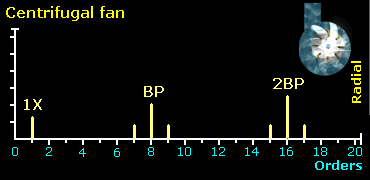 Centrifugal fan
1X
BP
2BP
Radial
0 2 4 6 8 10 12 14 16 18 20
Orders